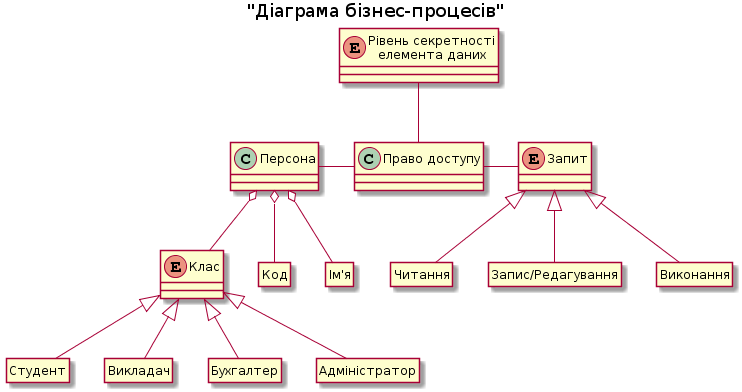 "Діаграма бізнес-процесів"
E Рівень секретності
елемента даних
C Персона
C Право доступу
E Запит
E Клас
Код
Ім'я
Читання
Запис/Редагування
Виконання
Студент
Викладач
Бухгалтер
Адміністратор